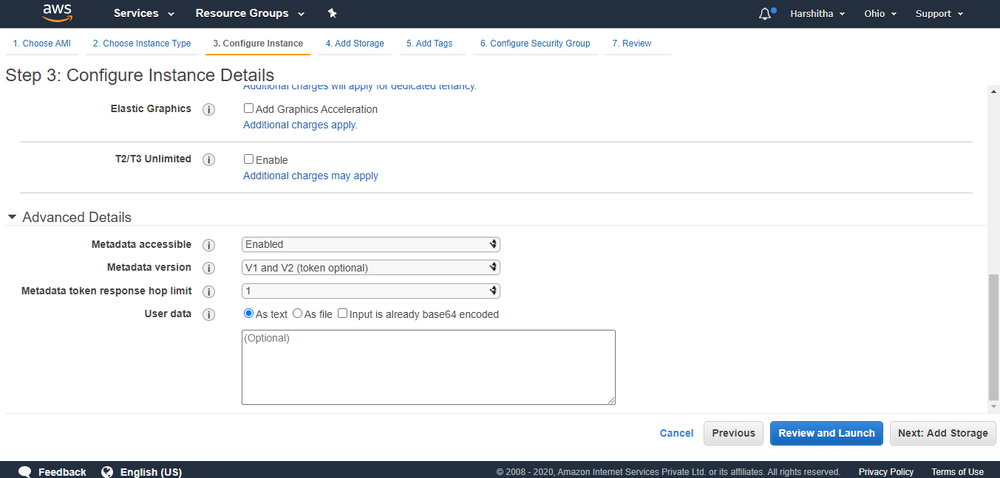 aws Services Resource Groups Harshitha Ohio Support
1. Choose AMI 2. Choose Instance Type 3. Configure Instance 4. Add Storage 5. Add Tags 6. Configure Security Group 7. Review
Step 3: Configure Instance Details
Additional charges will apply for dedicated tenancy.
Elastic Graphics i Add Graphics Acceleration
Additional charges apply.
T2/T3 Unlimited i Enable
Additional charges may apply
Advanced Details
Metadata accessible i Enabled
Metadata version i V1 and V2 (token optional)
Metadata token response hop limit i 1
User data i As text As file Input is already base64 encoded
(Optional)
Cancel Previous Review and Launch Next: Add Storage
Feedback English (US) © 2008 - 2020, Amazon Internet Services Private Ltd. or its affiliates. All rights reserved. Privacy Policy Terms of Use